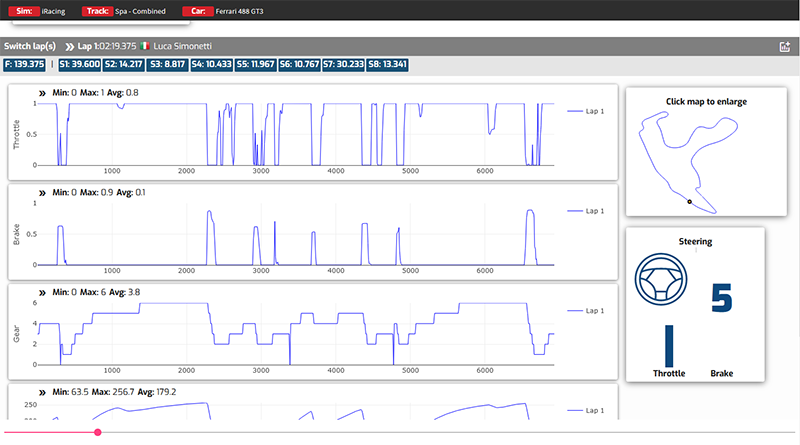 Sim: iRacing Track: Spa - Combined Car: Ferrari 488 GT3
Switch lap(s) » Lap 1:02:19.375 Luca Simonetti
F: 139.375 | S1: 39.600 S2: 14.217 S3: 8.817 S4: 10.433 S5: 11.967 S6: 10.767 S7: 30.233 S8: 13.341
» Min: 0 Max: 1 Avg: 0.8
Throttle
1
0.5
0
1000 2000 3000 4000 5000 6000
Lap 1
» Min: 0 Max: 0.9 Avg: 0.1
Brake
1
0.5
0
1000 2000 3000 4000 5000 6000
Lap 1
» Min: 0 Max: 6 Avg: 3.8
Gear
6
4
2
0
1000 2000 3000 4000 5000 6000
Lap 1
» Min: 63.5 Max: 256.7 Avg: 179.2
250
Lap 1
Click map to enlarge
Steering
5
Throttle Brake